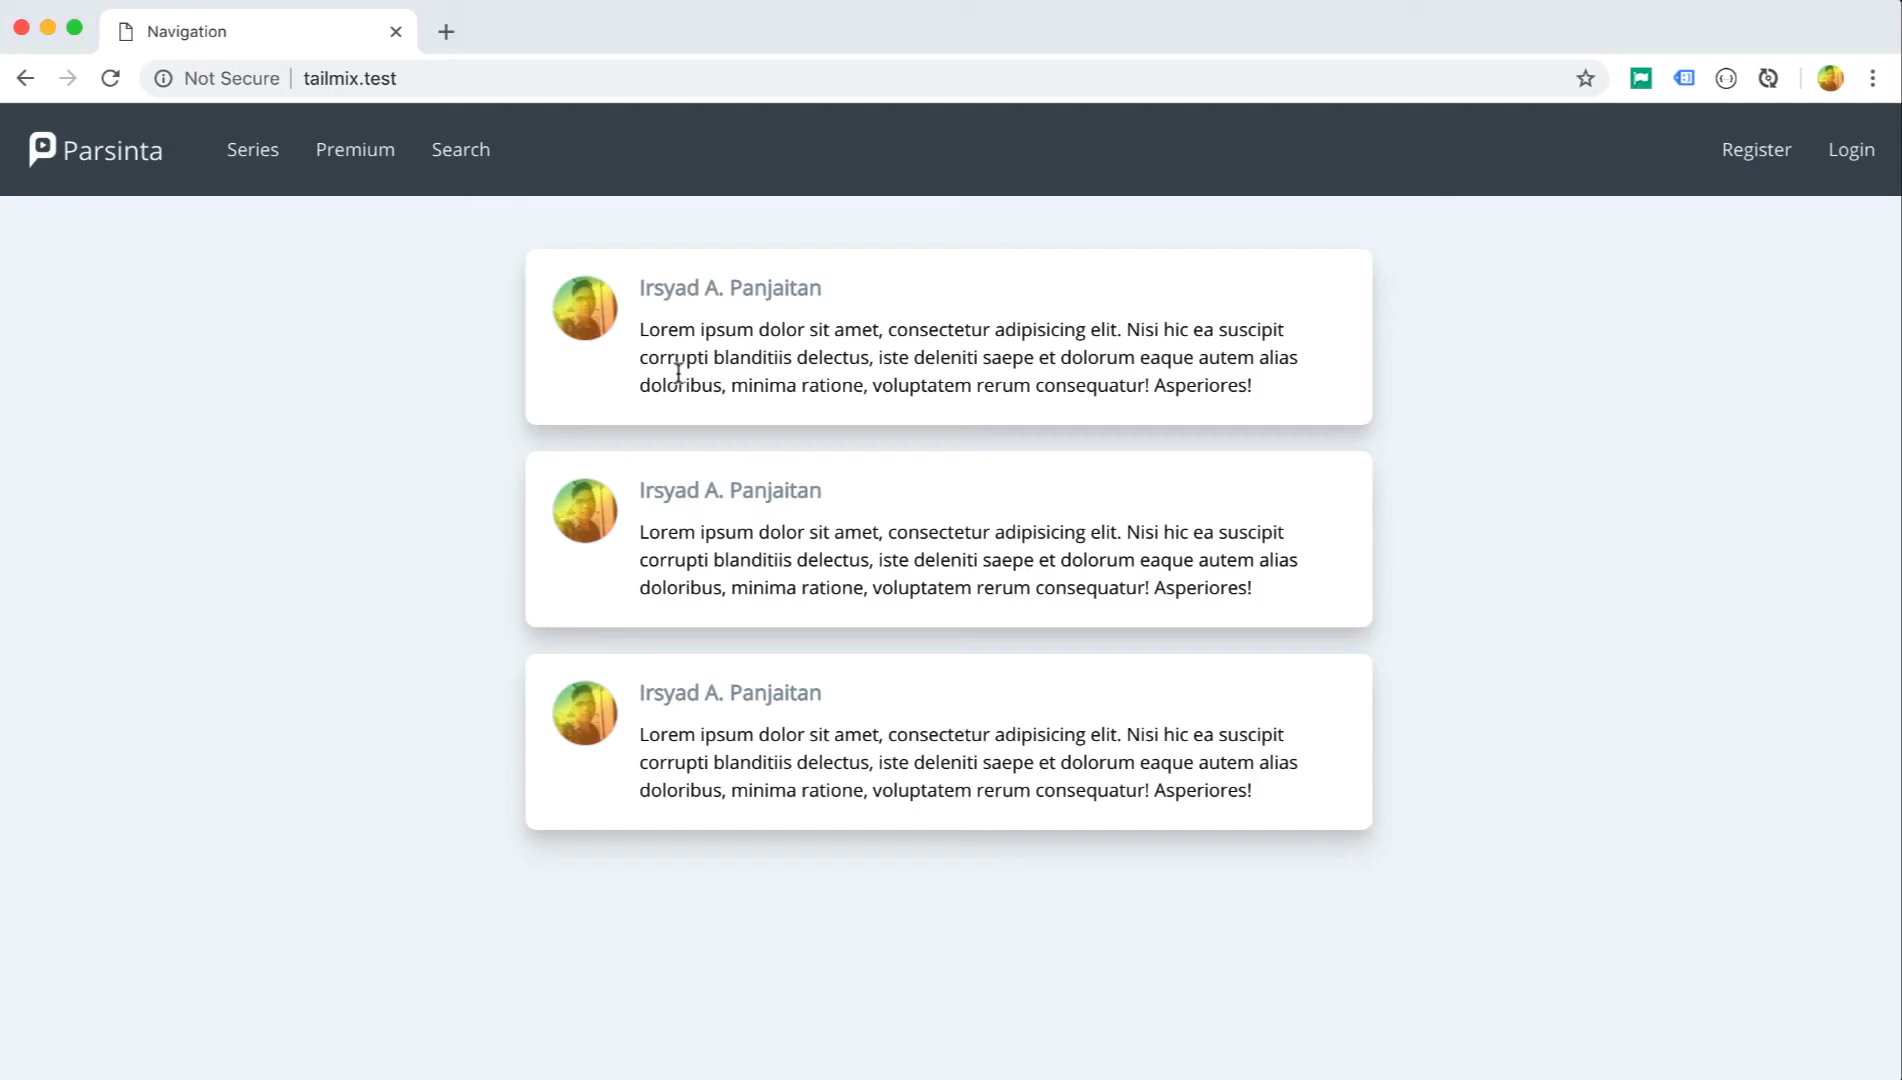 Navigation
Not Secure
tailmix.test
Parsinta
Series
Premium
Search
Register
Login
Irsyad A. Panjaitan
Lorem ipsum dolor sit amet, consectetur adipisicing elit. Nisi hic ea suscipit
corrupti blanditiis delectus, iste deleniti saepe et dolorum eaque autem alias
doloribus, minima ratione, voluptatem rerum consequatur! Asperiores!
Irsyad A. Panjaitan
Lorem ipsum dolor sit amet, consectetur adipisicing elit. Nisi hic ea suscipit
corrupti blanditiis delectus, iste deleniti saepe et dolorum eaque autem alias
doloribus, minima ratione, voluptatem rerum consequatur! Asperiores!
Irsyad A. Panjaitan
Lorem ipsum dolor sit amet, consectetur adipisicing elit. Nisi hic ea suscipit
corrupti blanditiis delectus, iste deleniti saepe et dolorum eaque autem alias
doloribus, minima ratione, voluptatem rerum consequatur! Asperiores!